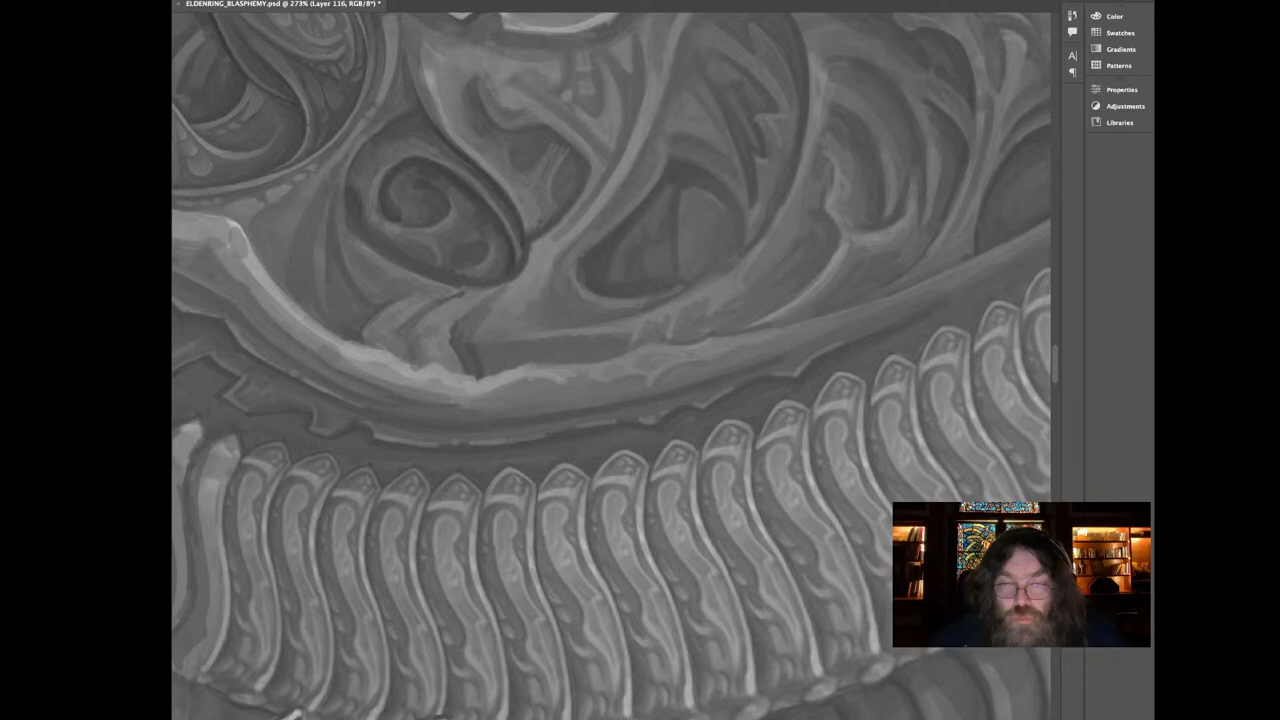 ELDENRING_BLASPHEMY.psd @ 273% (Layer 116, RGB/8*) *
Color
Swatches
Gradients
Patterns
Properties
Adjustments
Libraries